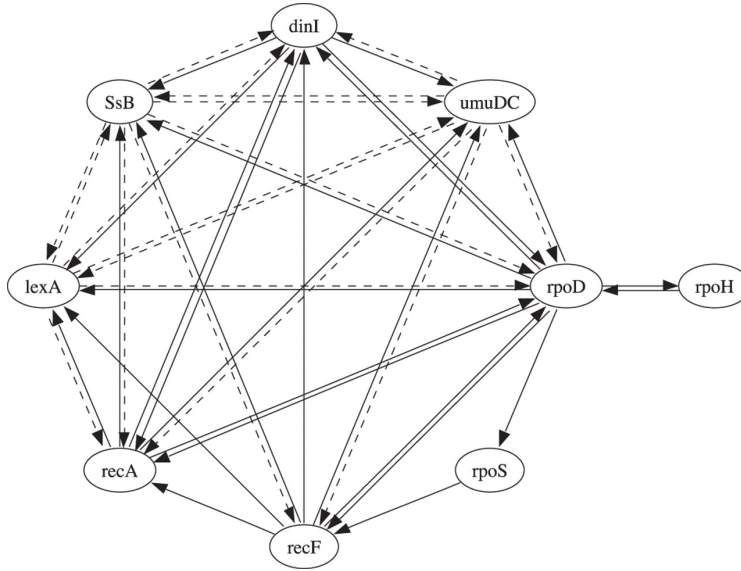 dinI
SsB
umuDC
lexA
rpoD
rpoH
recA
rpoS
recF